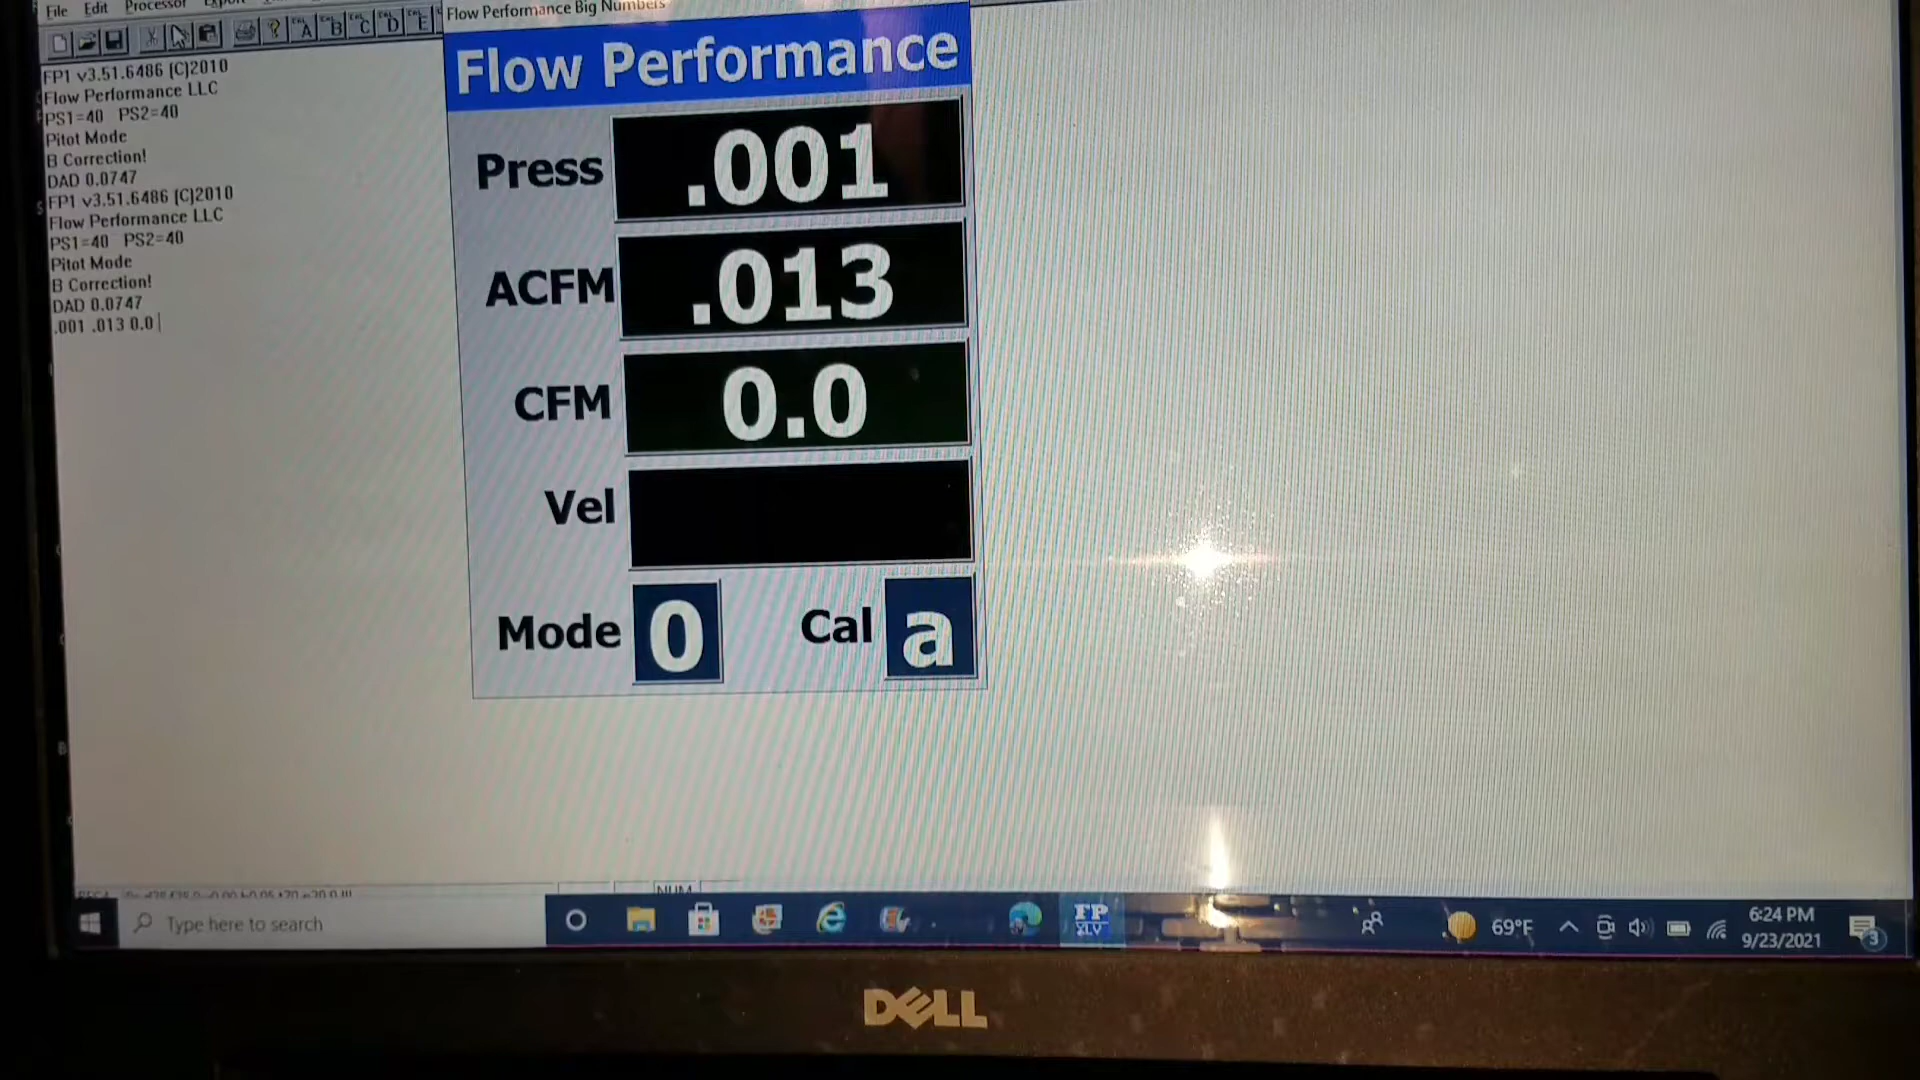 File Edit Processor Export
Flow Performance Big Numbers
A B C D E
FP1 v3.51.6486 (C)2010
Flow Performance LLC
PS1=40 PS2=40
Pitot Mode
B Correction!
DAD 0.0747
FP1 v3.51.6486 (C)2010
Flow Performance LLC
PS1=40 PS2=40
Pitot Mode
B Correction!
DAD 0.0747
.001 .013 0.0
Flow Performance
Press .001
ACFM .013
CFM 0.0
Vel
Mode 0 Cal a
NUM
Type here to search
FP
XLV
69°F
6:24 PM
9/23/2021
3
DELL